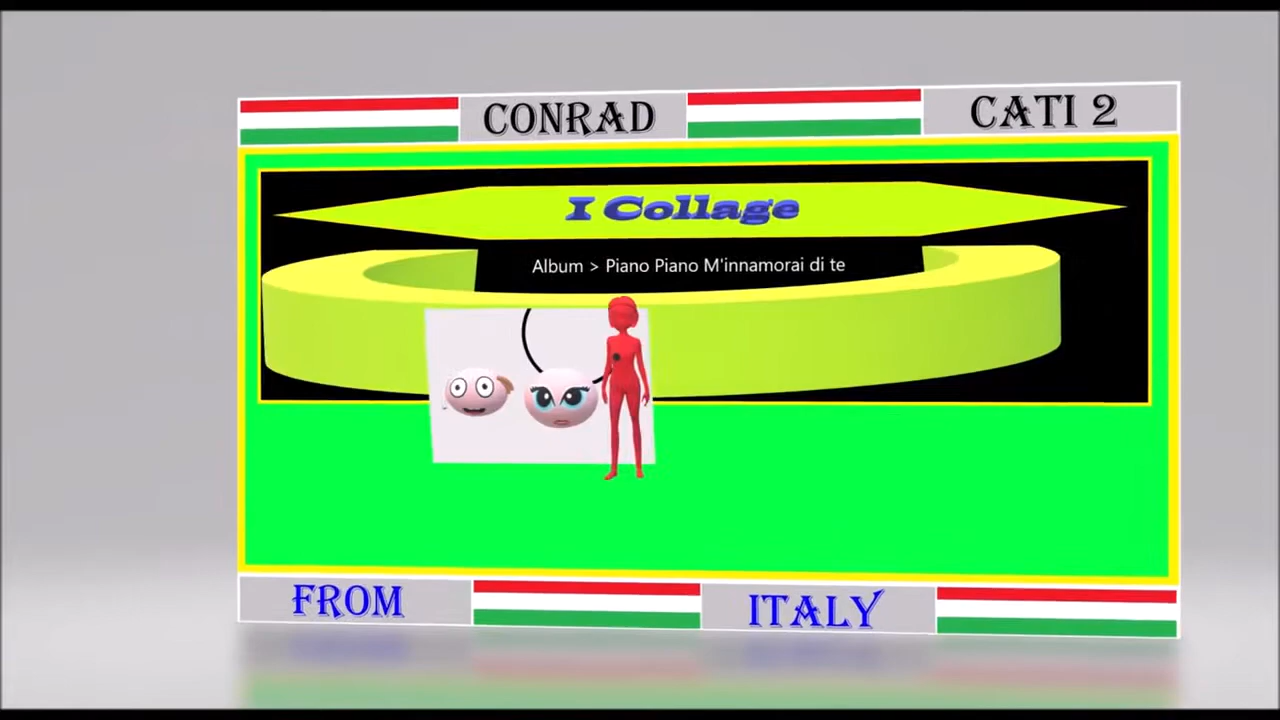 CONRAD
CATI 2
I Collage
Album > Piano Piano M'innamorai di te
FROM
ITALY